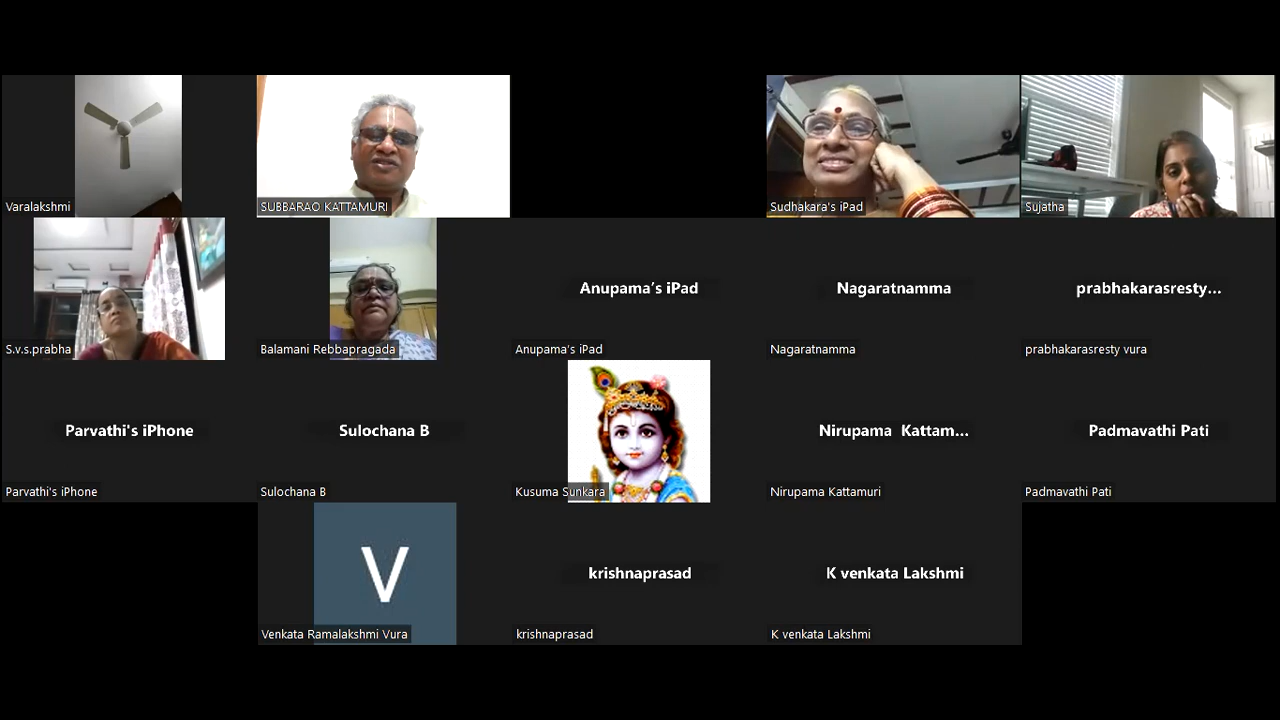 Varalakshmi
SUBBARAO KATTAMURI
Sudhakara's iPad
Sujatha
S.v.s.prabha
Balamani Rebbapragada
Anupama's iPad
Anupama's iPad
Nagaratnamma
Nagaratnamma
prabhakarasresty...
prabhakarasresty vura
Parvathi's iPhone
Parvathi's iPhone
Sulochana B
Sulochana B
Kusuma Sunkara
Nirupama Kattam...
Nirupama Kattamuri
Padmavathi Pati
Padmavathi Pati
V
Venkata Ramalakshmi Vura
krishnaprasad
krishnaprasad
K venkata Lakshmi
K venkata Lakshmi